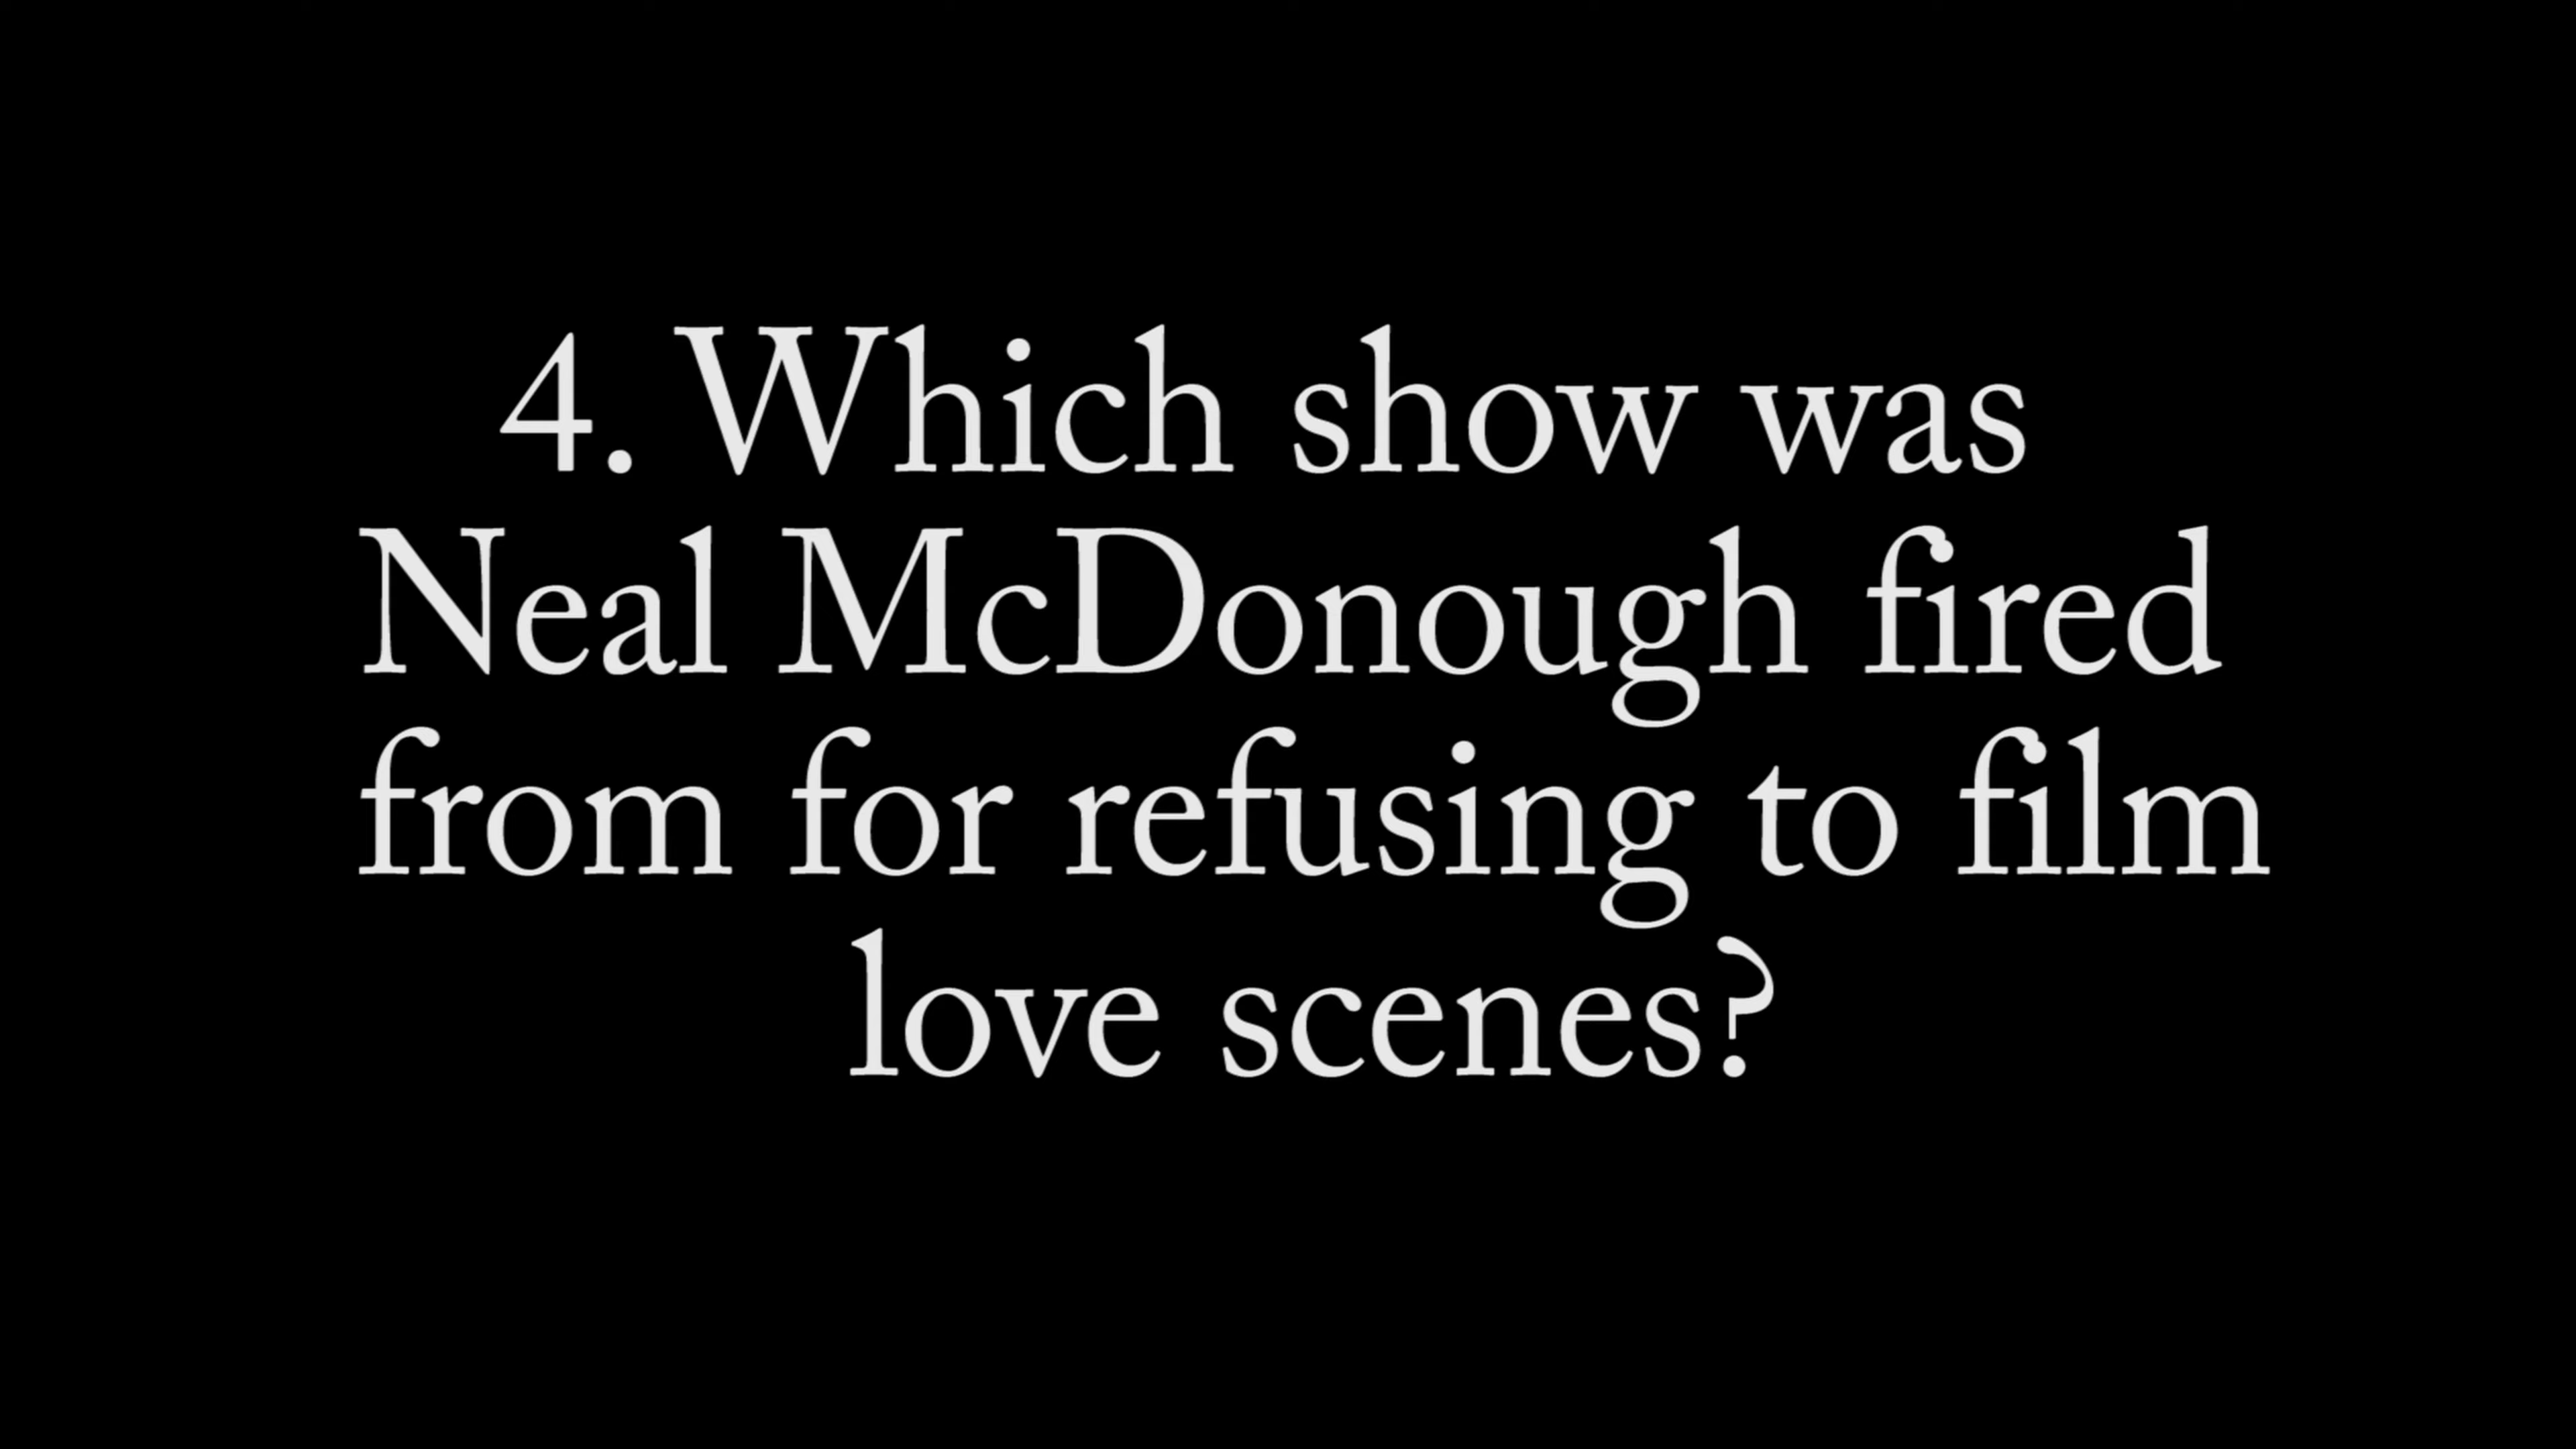 4. Which show was
Neal McDonough fired
from for refusing to film
love scenes?